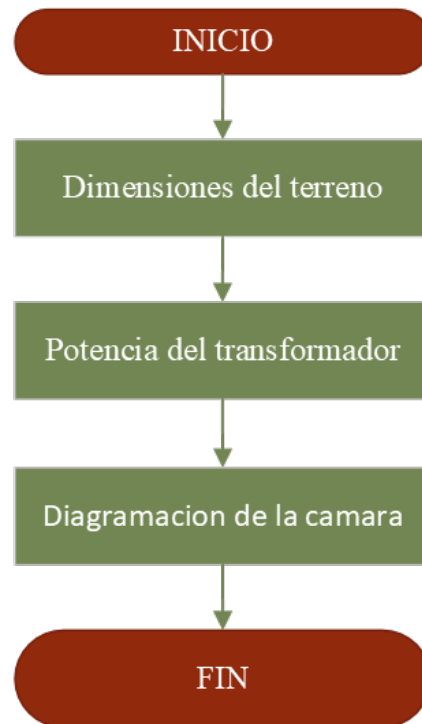 INICIO
Dimensiones del terreno
Potencia del transformador
Diagramacion de la camara
FIN